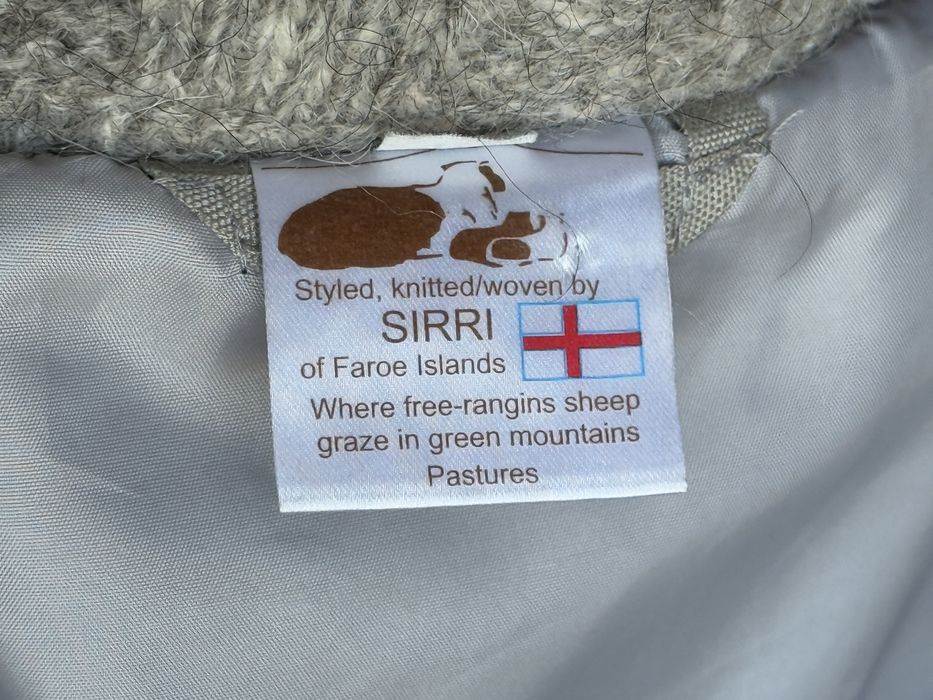 Styled, knitted/woven by
SIRRI
of Faroe Islands
Where free-rangins sheep
graze in green mountains
Pastures